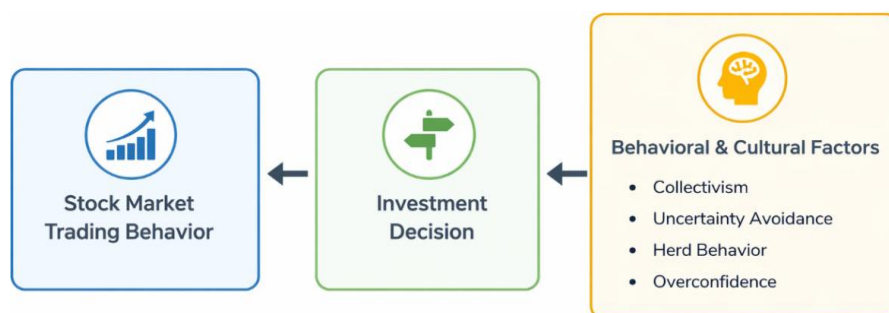 Stock Market
Trading Behavior
Investment
Decision
Behavioral & Cultural Factors
• Collectivism
• Uncertainty Avoidance
• Herd Behavior
• Overconfidence